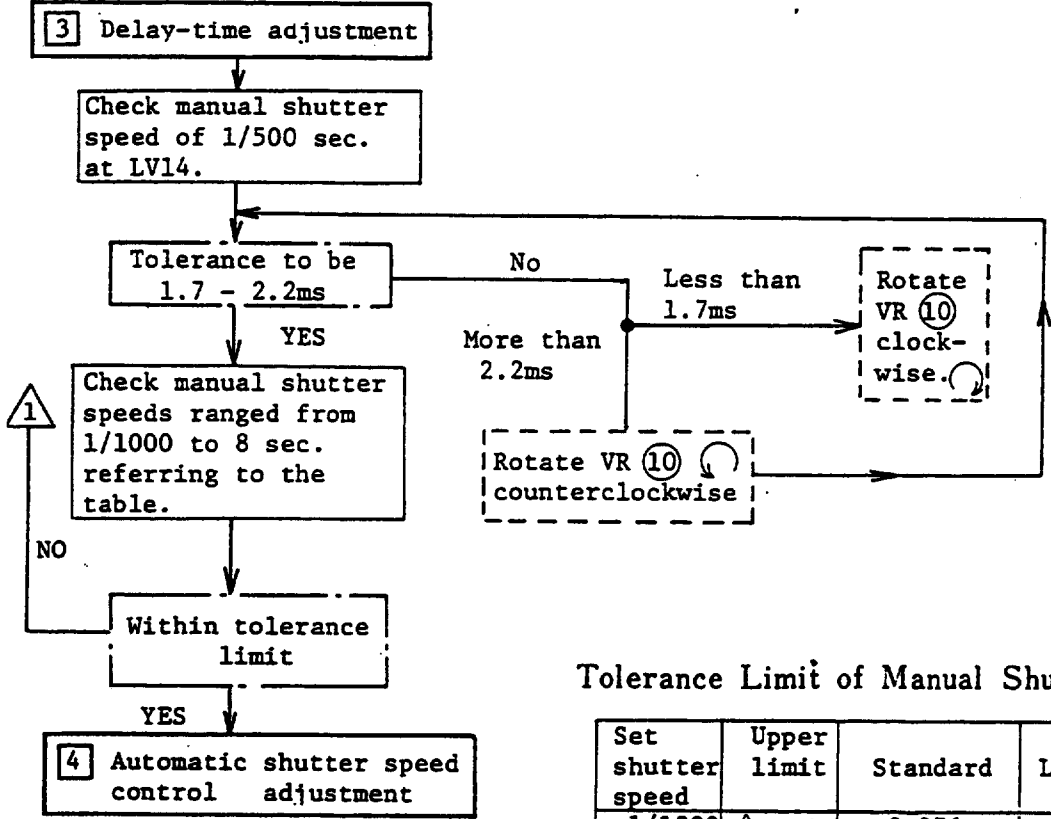 3 Delay-time adjustment
Check manual shutter
speed of 1/500 sec.
at LV14.
Tolerance to be
1.7 - 2.2ms
No
Less than
1.7ms
Rotate
VR 10
clock-
wise.
YES
More than
2.2ms
Rotate VR 10
counterclockwise
1
Check manual shutter
speeds ranged from
1/1000 to 8 sec.
referring to the
table.
NO
Within tolerance
limit
YES
4 Automatic shutter speed
control adjustment
Tolerance Limit of Manual Shu
Set
shutter
speed
Upper
limit
Standard
L